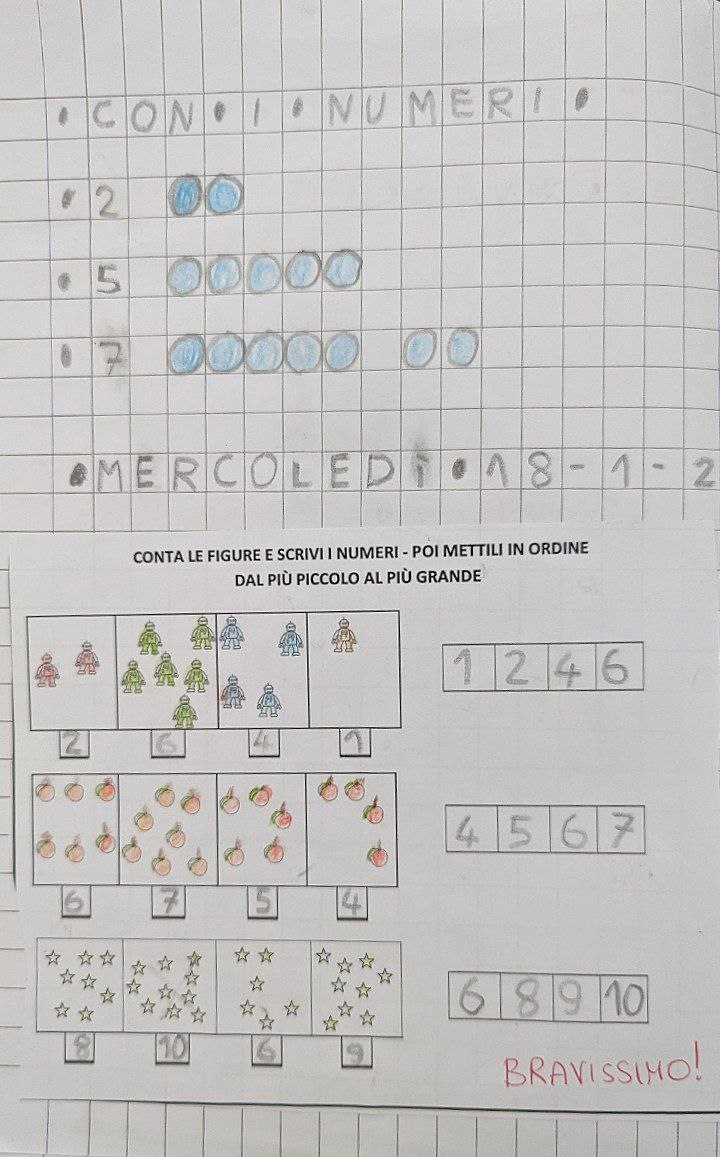 • CON • I • NUMERI •
• 2
• 5
• 7
• MERCOLEDÌ • 18-1-2
CONTA LE FIGURE E SCRIVI I NUMERI - POI METTILI IN ORDINE
DAL PIÙ PICCOLO AL PIÙ GRANDE
1 2 4 6
2 6 4 1
4 5 6 7
6 7 5 4
6 8 9 10
8 10 6 9
BRAVISSIMO!